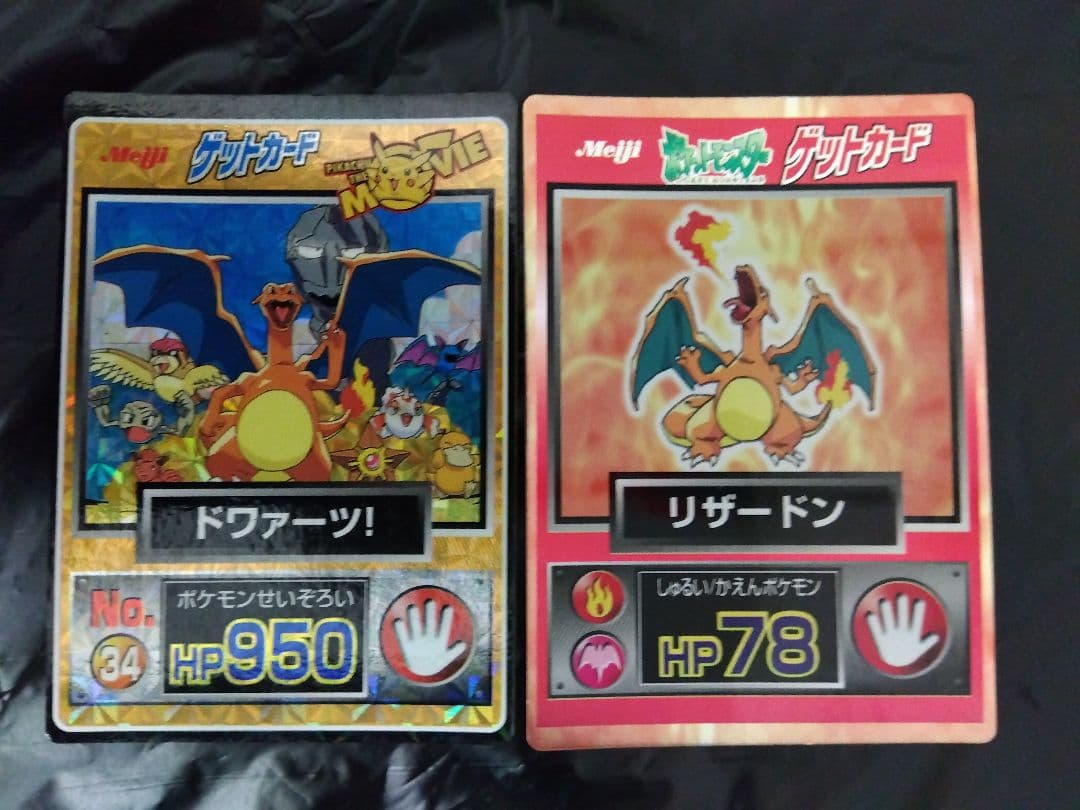 Meiji
ゲットカード
PIKACHU
THE
MOVIE
ドワァーツ!
No.
34
ポケモンせいぞろい
HP950
Meiji
ポケットモンスター
ゲットカード
リザードン
しゅるい/かえんポケモン
HP78